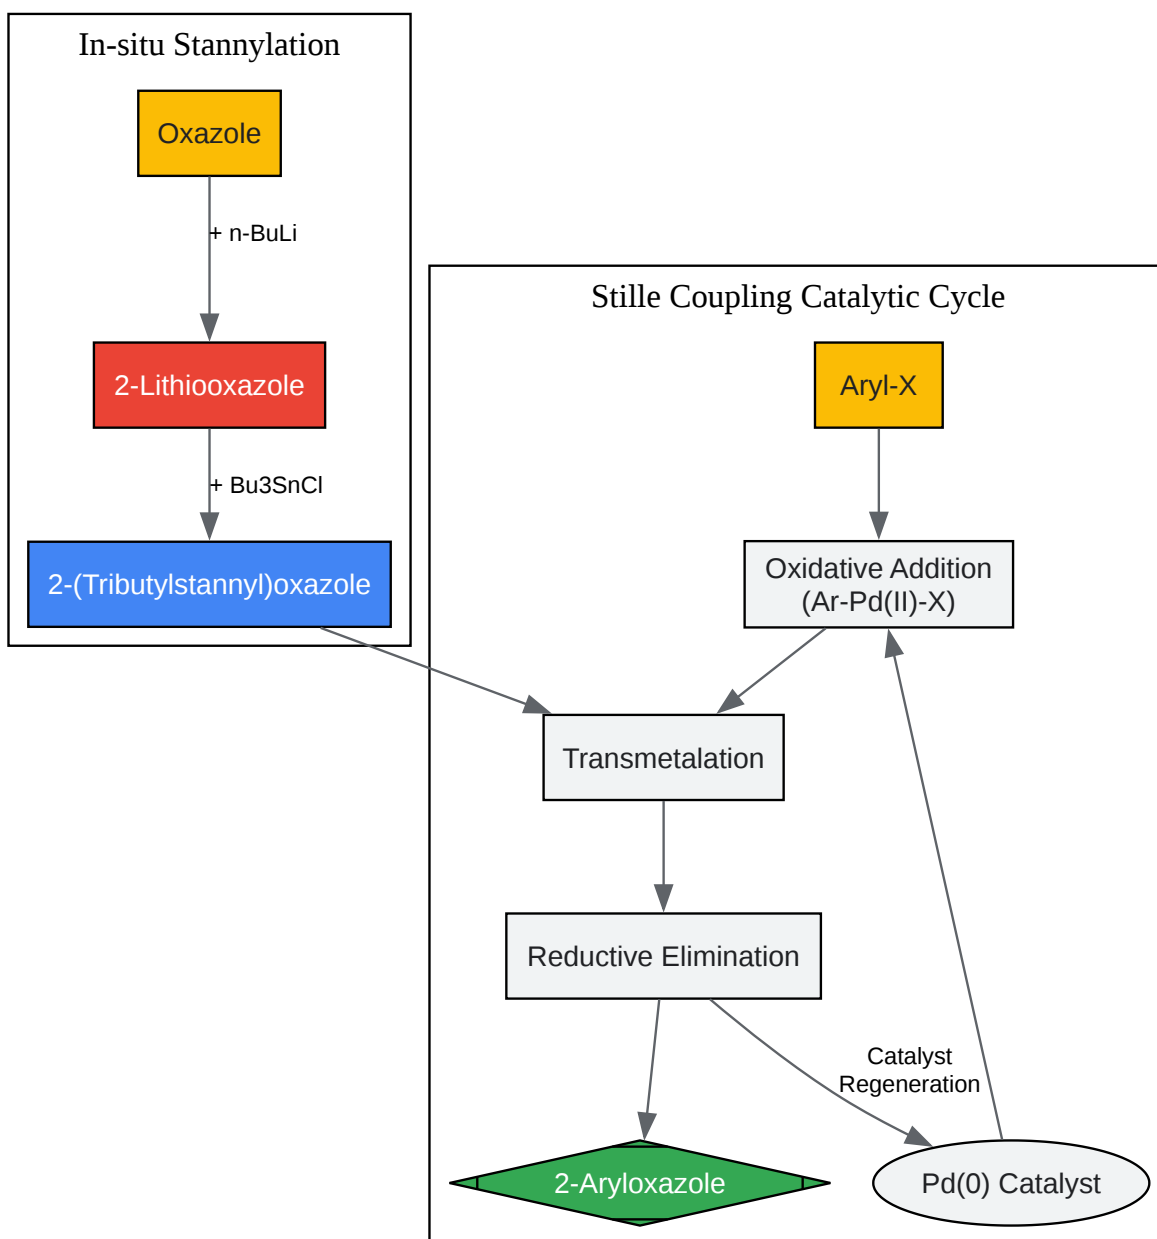 In-situ Stannylation
Oxazole
+ n-BuLi
2-Lithiooxazole
+ Bu3SnCl
2-(Tributylstannyl)oxazole
Stille Coupling Catalytic Cycle
Aryl-X
Oxidative Addition
(Ar-Pd(II)-X)
Transmetalation
Reductive Elimination
Catalyst
Regeneration
2-Aryloxazole
Pd(0) Catalyst